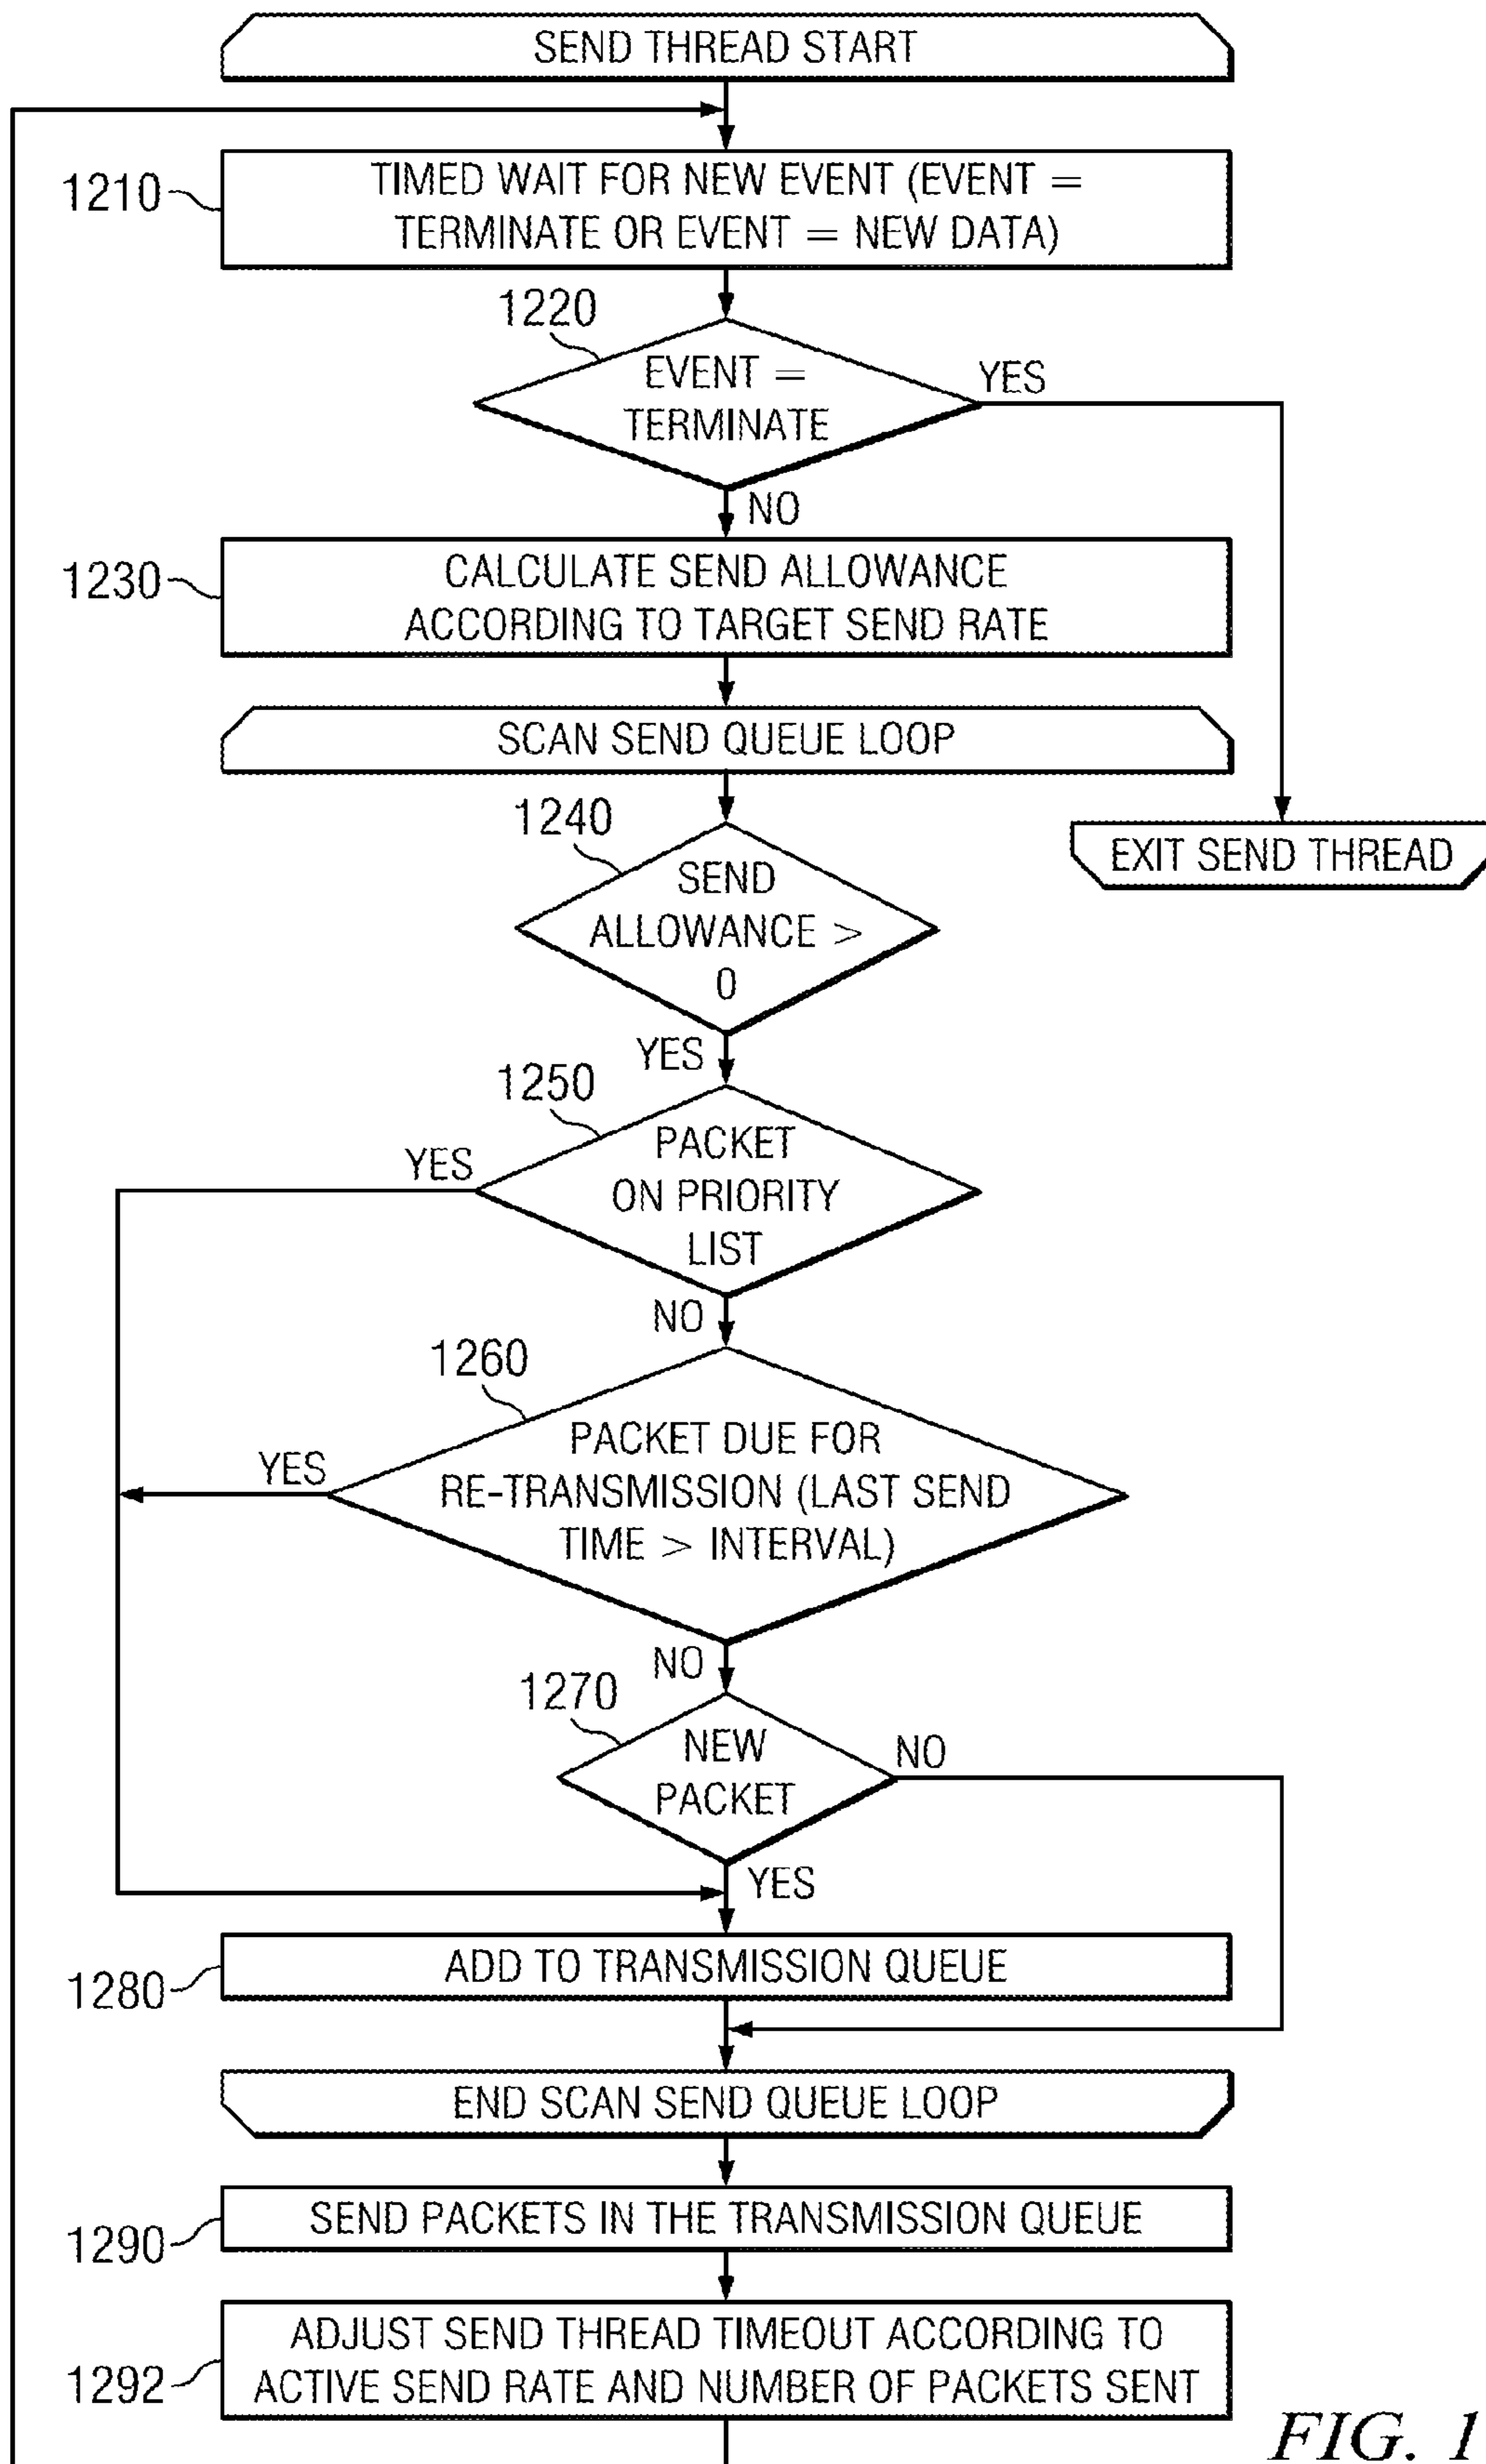 SEND THREAD START
1210
TIMED WAIT FOR NEW EVENT (EVENT =
TERMINATE OR EVENT = NEW DATA)
1220
EVENT =
TERMINATE
YES
NO
1230
CALCULATE SEND ALLOWANCE
ACCORDING TO TARGET SEND RATE
SCAN SEND QUEUE LOOP
1240
SEND
ALLOWANCE >
0
EXIT SEND THREAD
YES
1250
PACKET
ON PRIORITY
LIST
YES
NO
1260
PACKET DUE FOR
RE-TRANSMISSION (LAST SEND
TIME > INTERVAL)
YES
NO
1270
NEW
PACKET
NO
YES
1280
ADD TO TRANSMISSION QUEUE
END SCAN SEND QUEUE LOOP
1290
SEND PACKETS IN THE TRANSMISSION QUEUE
1292
ADJUST SEND THREAD TIMEOUT ACCORDING TO
ACTIVE SEND RATE AND NUMBER OF PACKETS SENT
FIG. 1